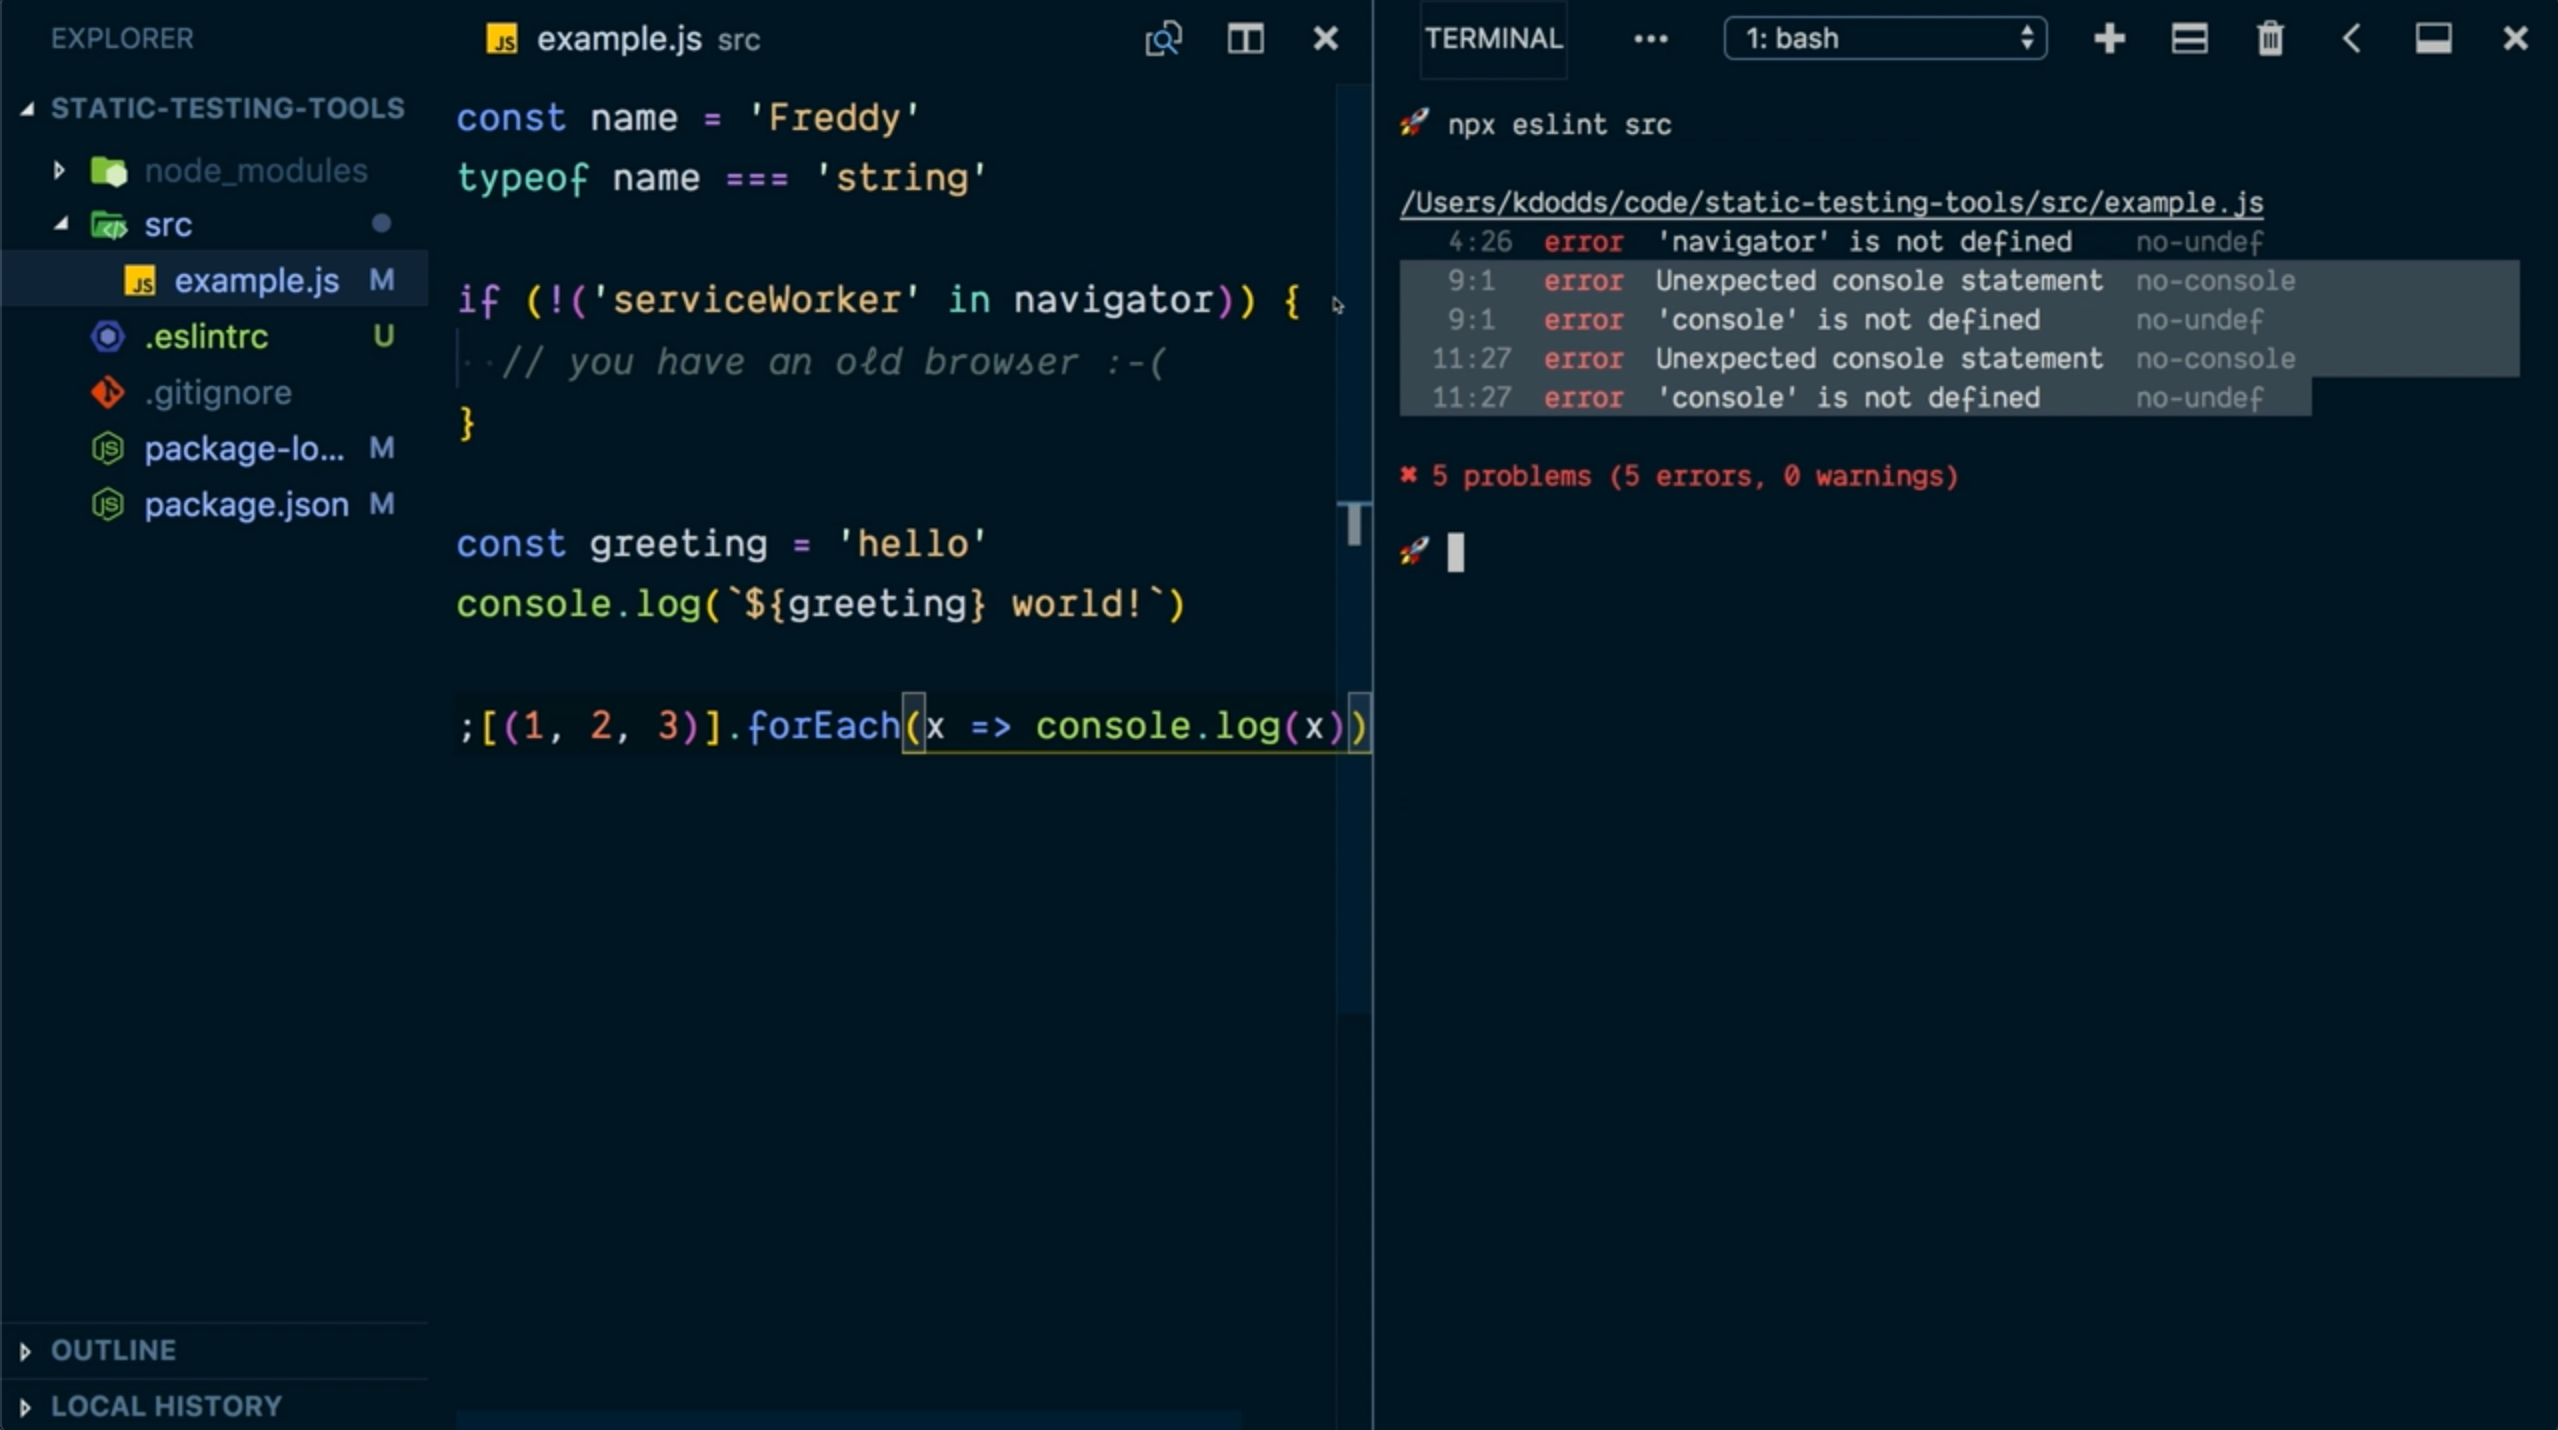 EXPLORER
STATIC-TESTING-TOOLS
node_modules
src
example.js M
.eslintrc U
.gitignore
package-lo... M
package.json M
OUTLINE
LOCAL HISTORY
JS example.js src
const name = 'Freddy'
typeof name === 'string'
if (!('serviceWorker' in navigator)) {
// you have an old browser :-(
}
const greeting = 'hello'
console.log(`${greeting} world!`)
;[(1, 2, 3)].forEach(x => console.log(x))
TERMINAL ... 1: bash
npx eslint src
/Users/kdodds/code/static-testing-tools/src/example.js
4:26 error 'navigator' is not defined no-undef
9:1 error Unexpected console statement no-console
9:1 error 'console' is not defined no-undef
11:27 error Unexpected console statement no-console
11:27 error 'console' is not defined no-undef
✖ 5 problems (5 errors, 0 warnings)